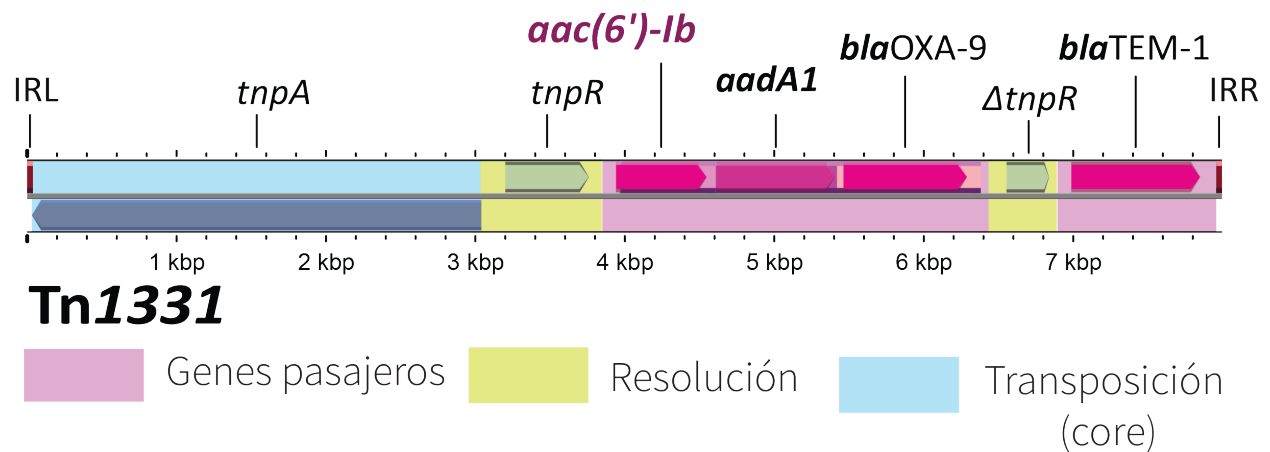 aac(6')-Ib
blaOXA-9
blaTEM-1
aadA1
IRL
tnpA
tnpR
ΔtnpR
IRR
1 kbp
2 kbp
3 kbp
4 kbp
5 kbp
6 kbp
7 kbp
Tn1331
Genes pasajeros
Resolución
Transposición
(core)